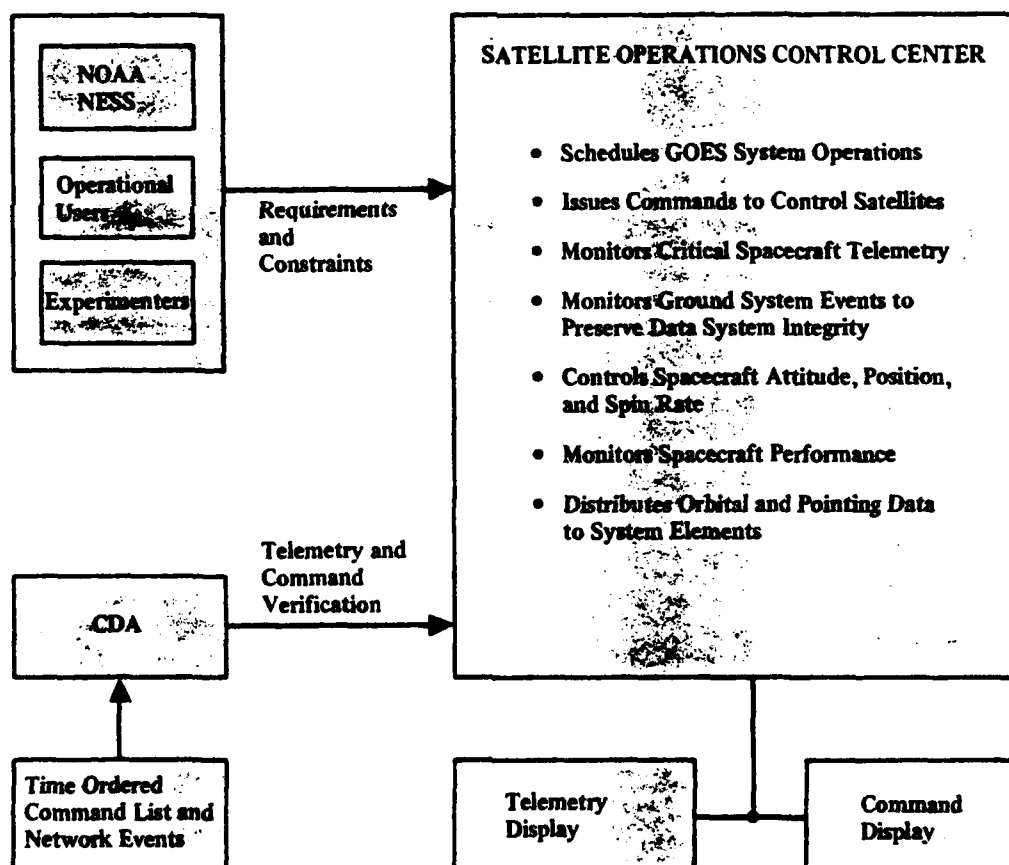 NOAA
NESS
Operational
Users
Experimenters
Requirements
and
Constraints
SATELLITE OPERATIONS CONTROL CENTER
• Schedules GOES System Operations
• Issues Commands to Control Satellites
• Monitors Critical Spacecraft Telemetry
• Monitors Ground System Events to
Preserve Data System Integrity
• Controls Spacecraft Attitude, Position,
and Spin Rate
• Monitors Spacecraft Performance
• Distributes Orbital and Pointing Data
to System Elements
Telemetry and
Command
Verification
CDA
Time Ordered
Command List and
Network Events
Telemetry
Display
Command
Display